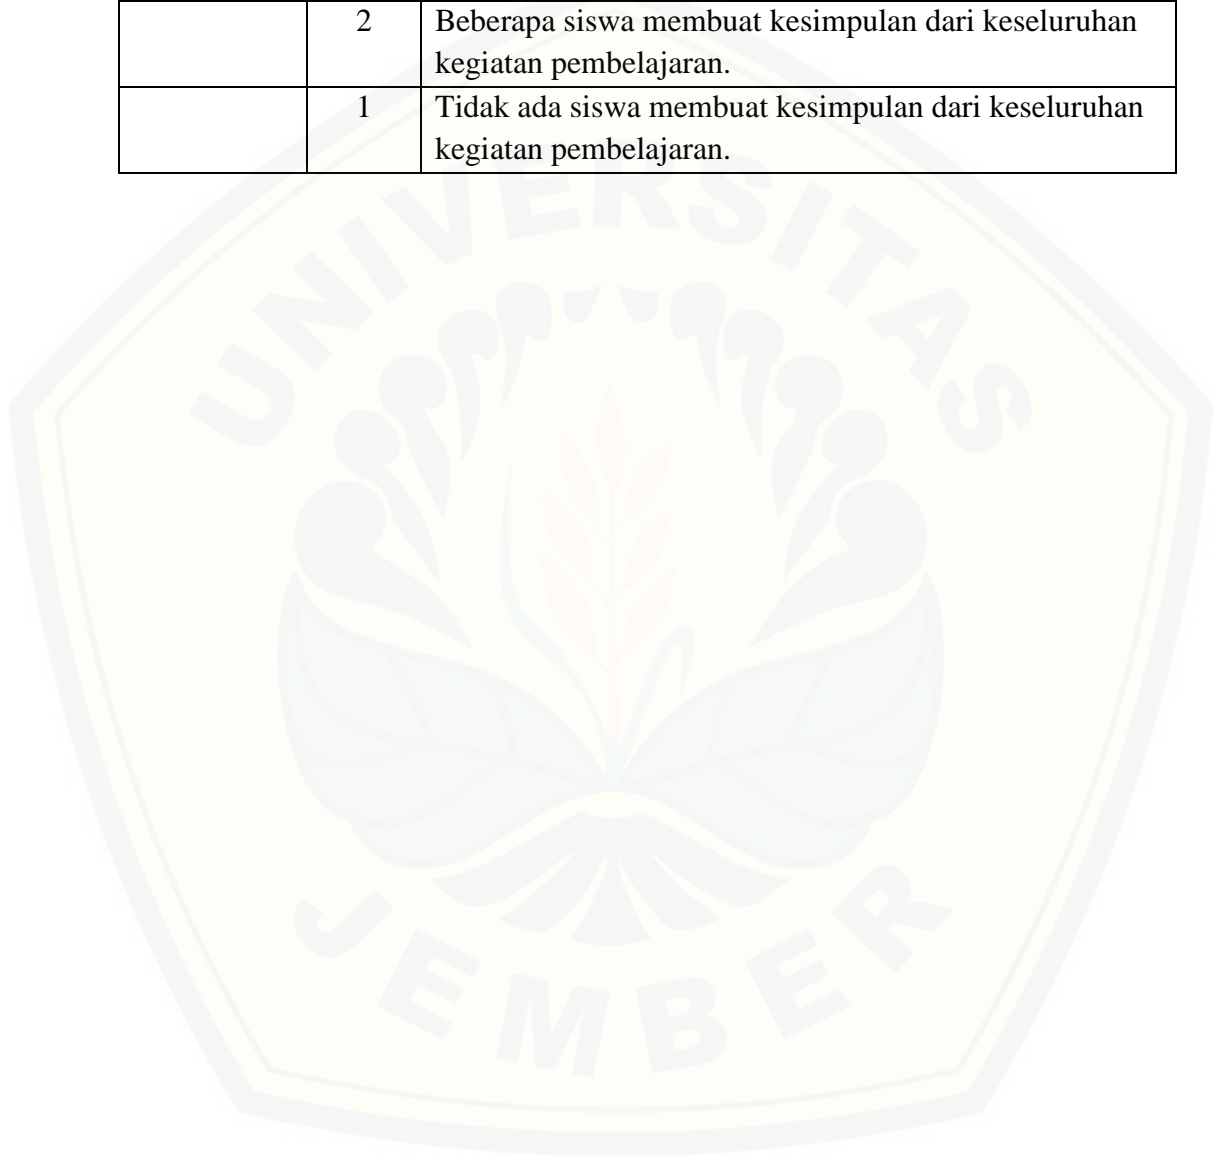 2 Beberapa siswa membuat kesimpulan dari keseluruhan
kegiatan pembelajaran.
1 Tidak ada siswa membuat kesimpulan dari keseluruhan
kegiatan pembelajaran.
UNIVERSITAS
JEMBER